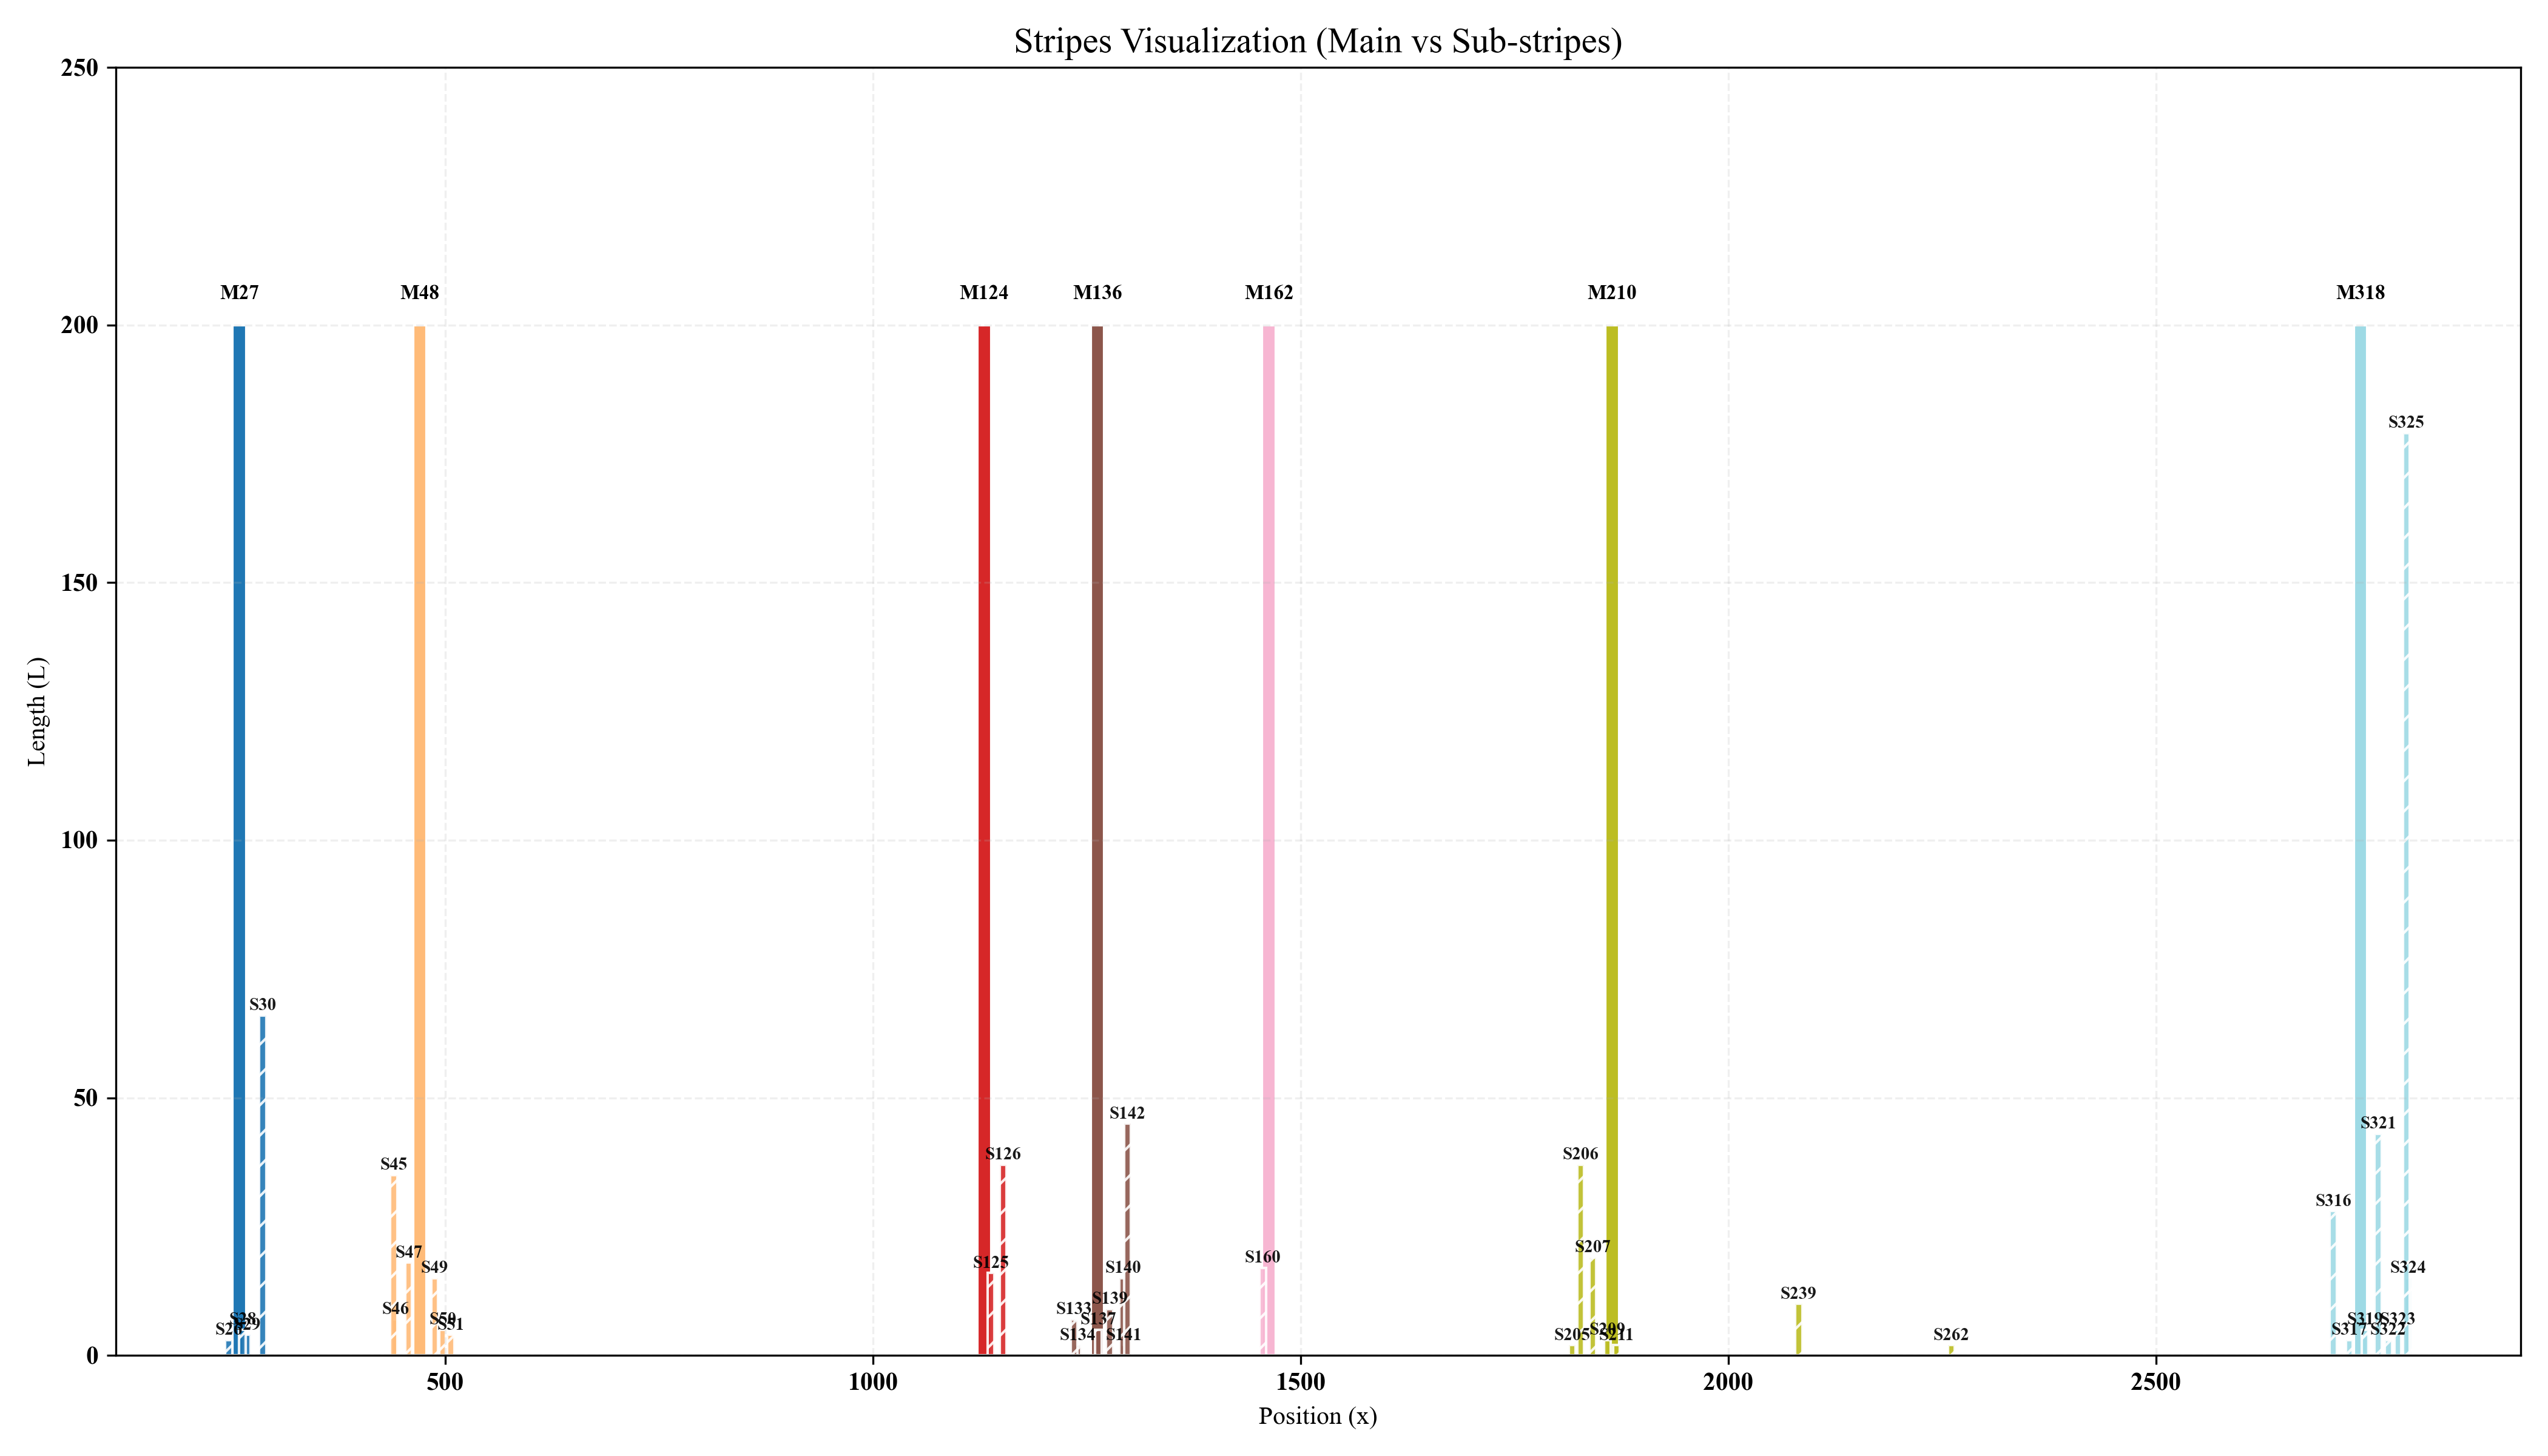 Stripes Visualization (Main vs Sub-stripes)
250
M27 M48 M124 M136 M162 M210 M318
200
S325
150
Length (L)
100
S30
50
S142
S321
S45
S126
S206
S316
S47
S49
S125
S140
S160
S207
S324
S239
S46
S139
S133
S28
S29
S50
S51
S137
S134
S141
S205
S209
S211
S262
S319
S323
S317
S322
0
500 1000 1500 2000 2500
Position (x)